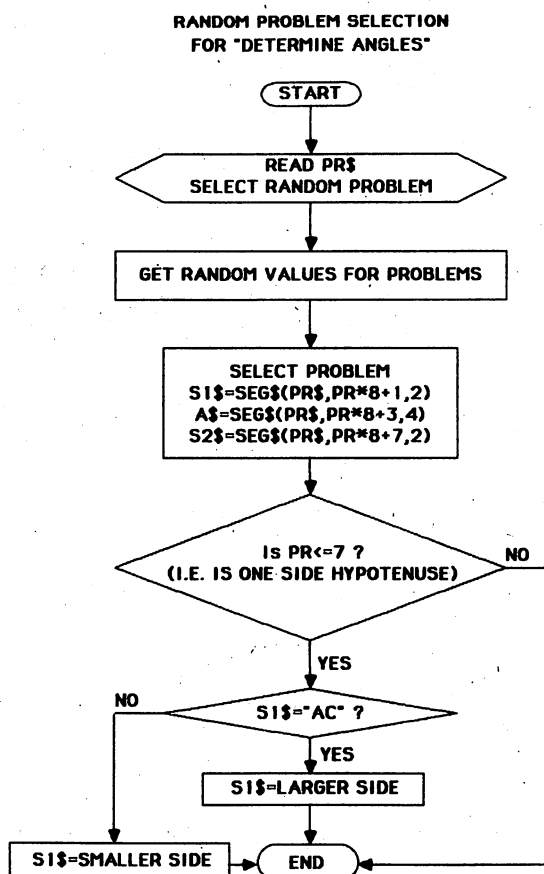 RANDOM PROBLEM SELECTION
FOR "DETERMINE ANGLES"
START
READ PR$
SELECT RANDOM PROBLEM
GET RANDOM VALUES FOR PROBLEMS
SELECT PROBLEM
S1$=SEG$(PR$,PR*8+1,2)
A$=SEG$(PR$,PR*8+3,4)
S2$=SEG$(PR$,PR*8+7,2)
Is PR<=7 ?
(I.E. IS ONE SIDE HYPOTENUSE)
NO
YES
NO
S1$="AC" ?
YES
S1$=LARGER SIDE
S1$=SMALLER SIDE
END